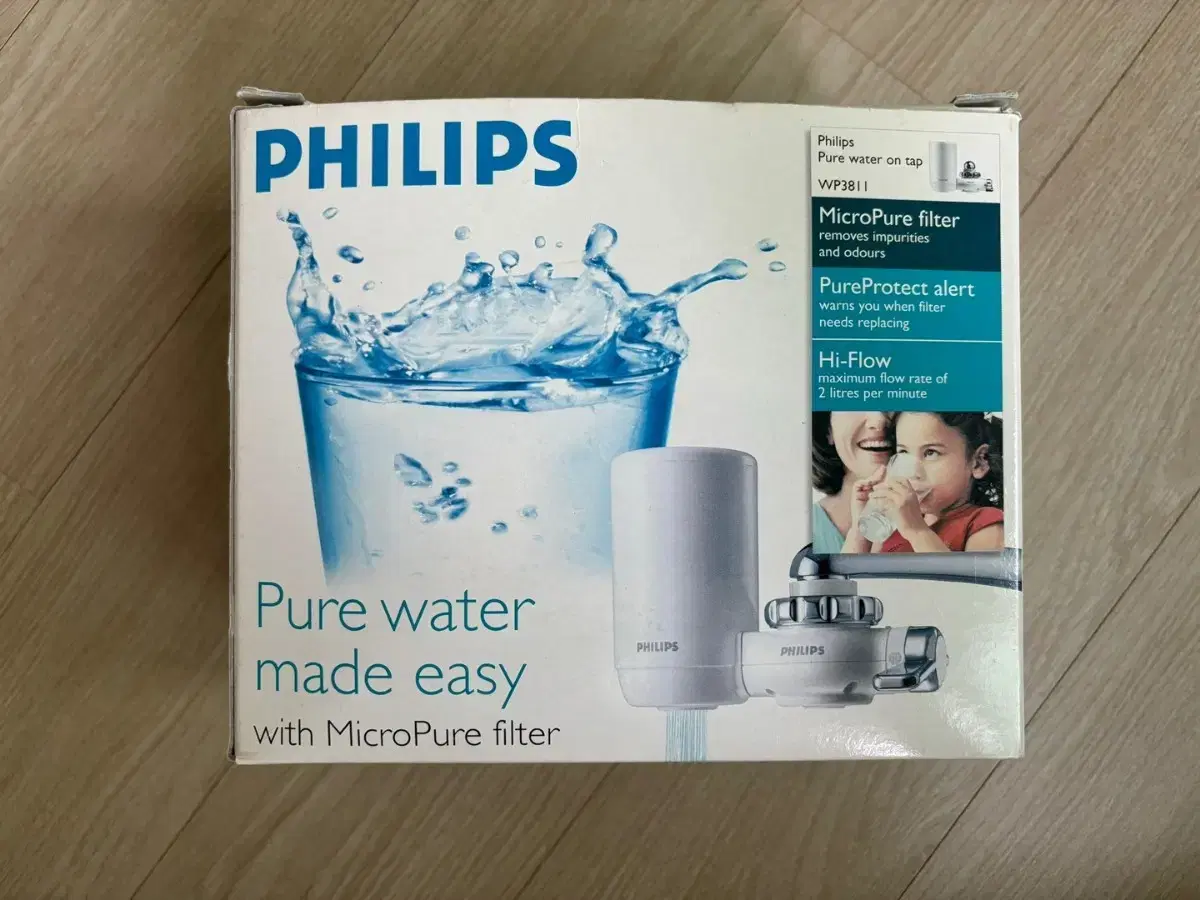 PHILIPS
Philips
Pure water on tap
WP3811
MicroPure filter
removes impurities
and odours
PureProtect alert
warns you when filter
needs replacing
Hi-Flow
maximum flow rate of
2 litres per minute
Pure water
made easy
with MicroPure filter
PHILIPS
PHILIPS